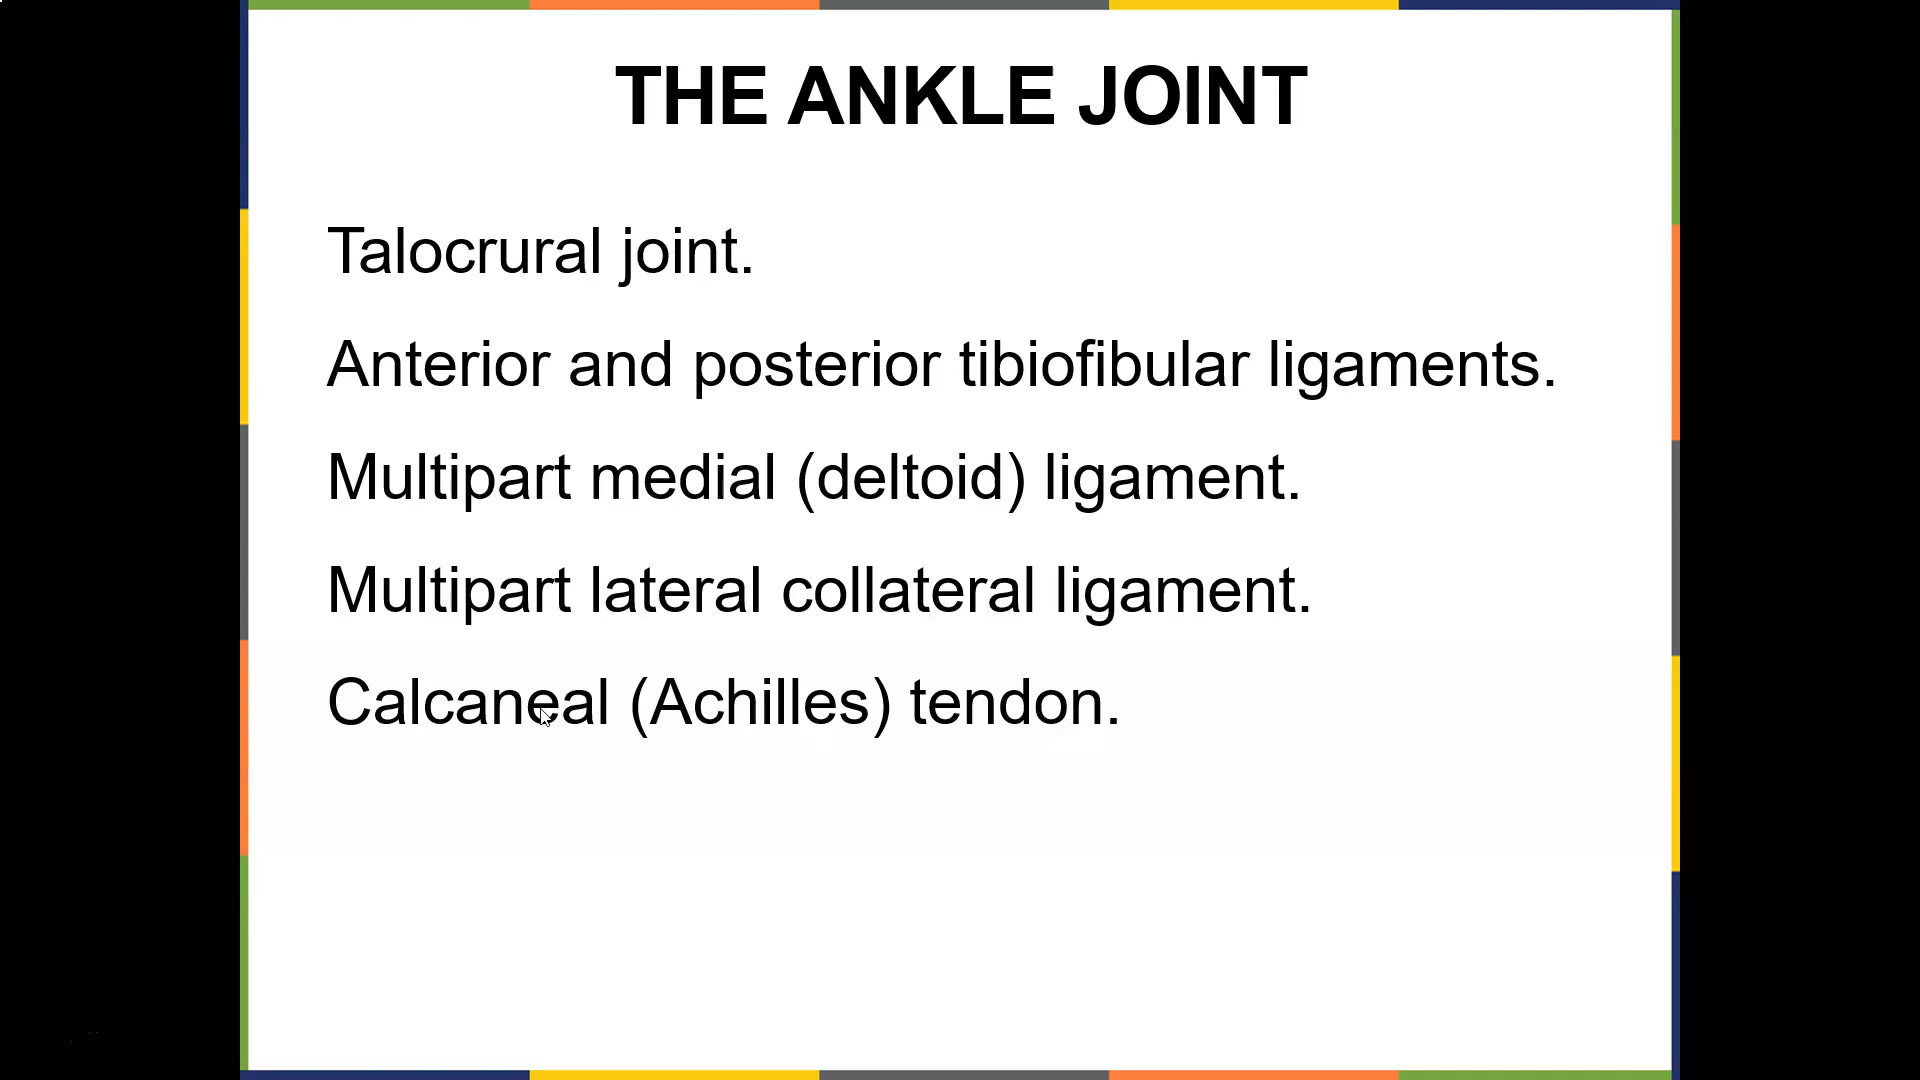 THE ANKLE JOINT
Talocrural joint.
Anterior and posterior tibiofibular ligaments.
Multipart medial (deltoid) ligament.
Multipart lateral collateral ligament.
Calcaneal (Achilles) tendon.